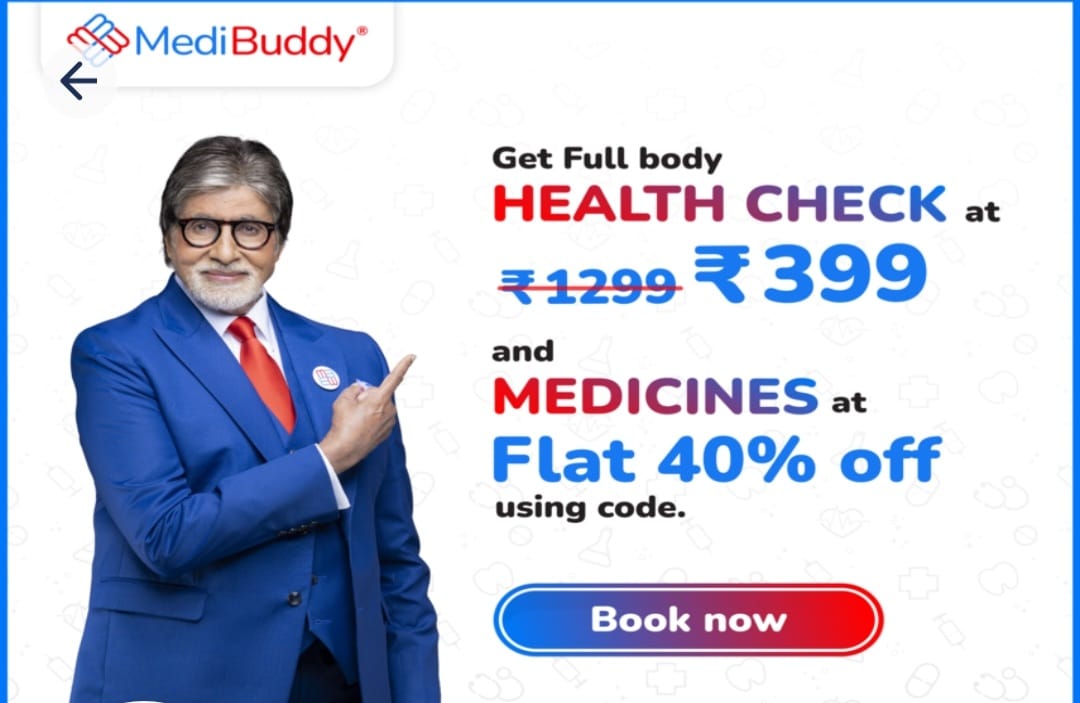 MediBuddy®
Get Full body
HEALTH CHECK at
₹1299 ₹399
and
MEDICINES at
Flat 40% off
using code.
Book now